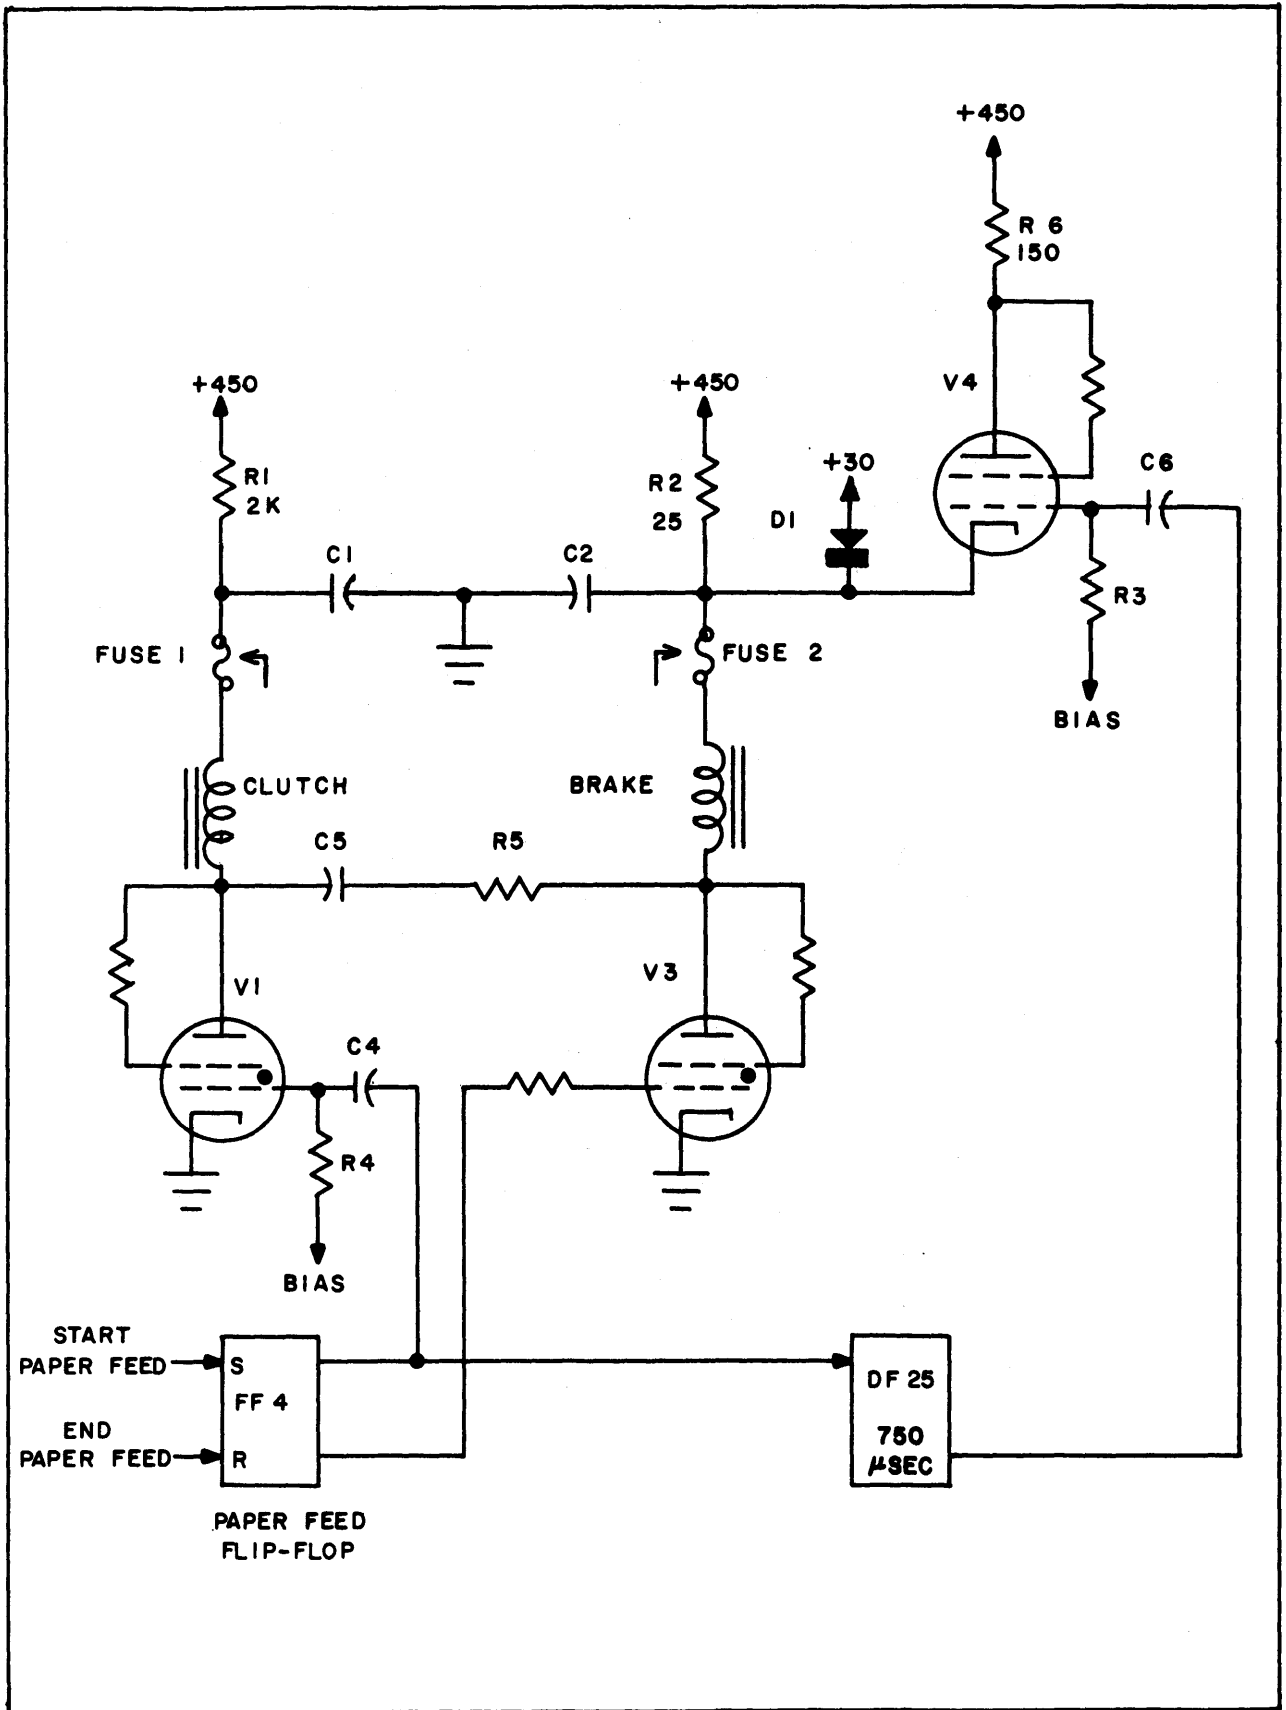 +450
R 6
150
+450
+450
V4
R1
2K
R2
25
+30
D1
C6
C1
C2
R3
FUSE 1
FUSE 2
BIAS
CLUTCH
BRAKE
C5
R5
V1
V3
C4
R4
BIAS
START
PAPER FEED
S
FF 4
END
PAPER FEED
R
DF 25
750
µSEC
PAPER FEED
FLIP-FLOP